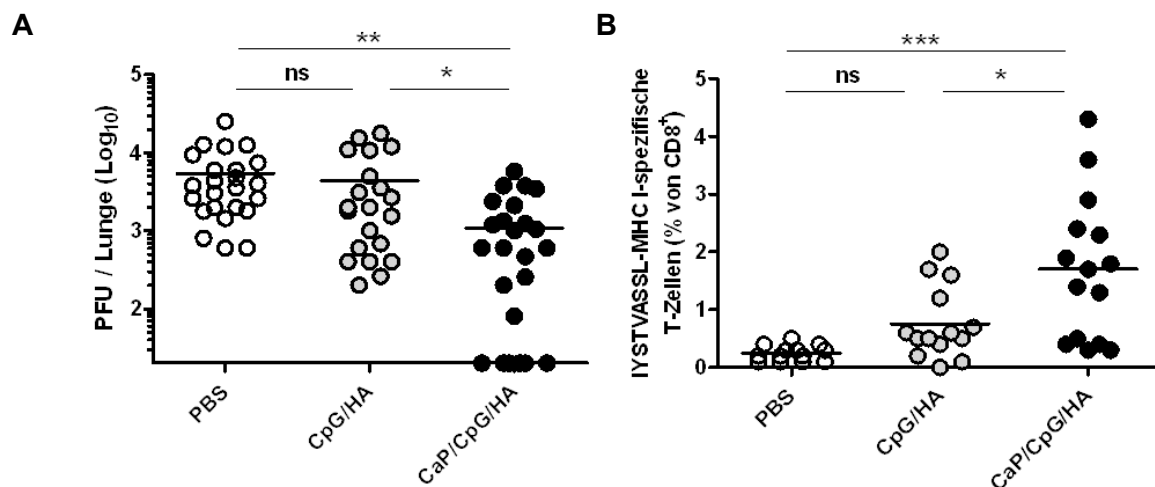 A
**
ns
*
PFU / Lunge (Log10)
5
4
3
2
PBS
CpG/HA
CaP/CpG/HA
B
***
ns
*
IYSTVASSL-MHC I-spezifische
T-Zellen (% von CD8+)
5
4
3
2
1
0
PBS
CpG/HA
CaP/CpG/HA